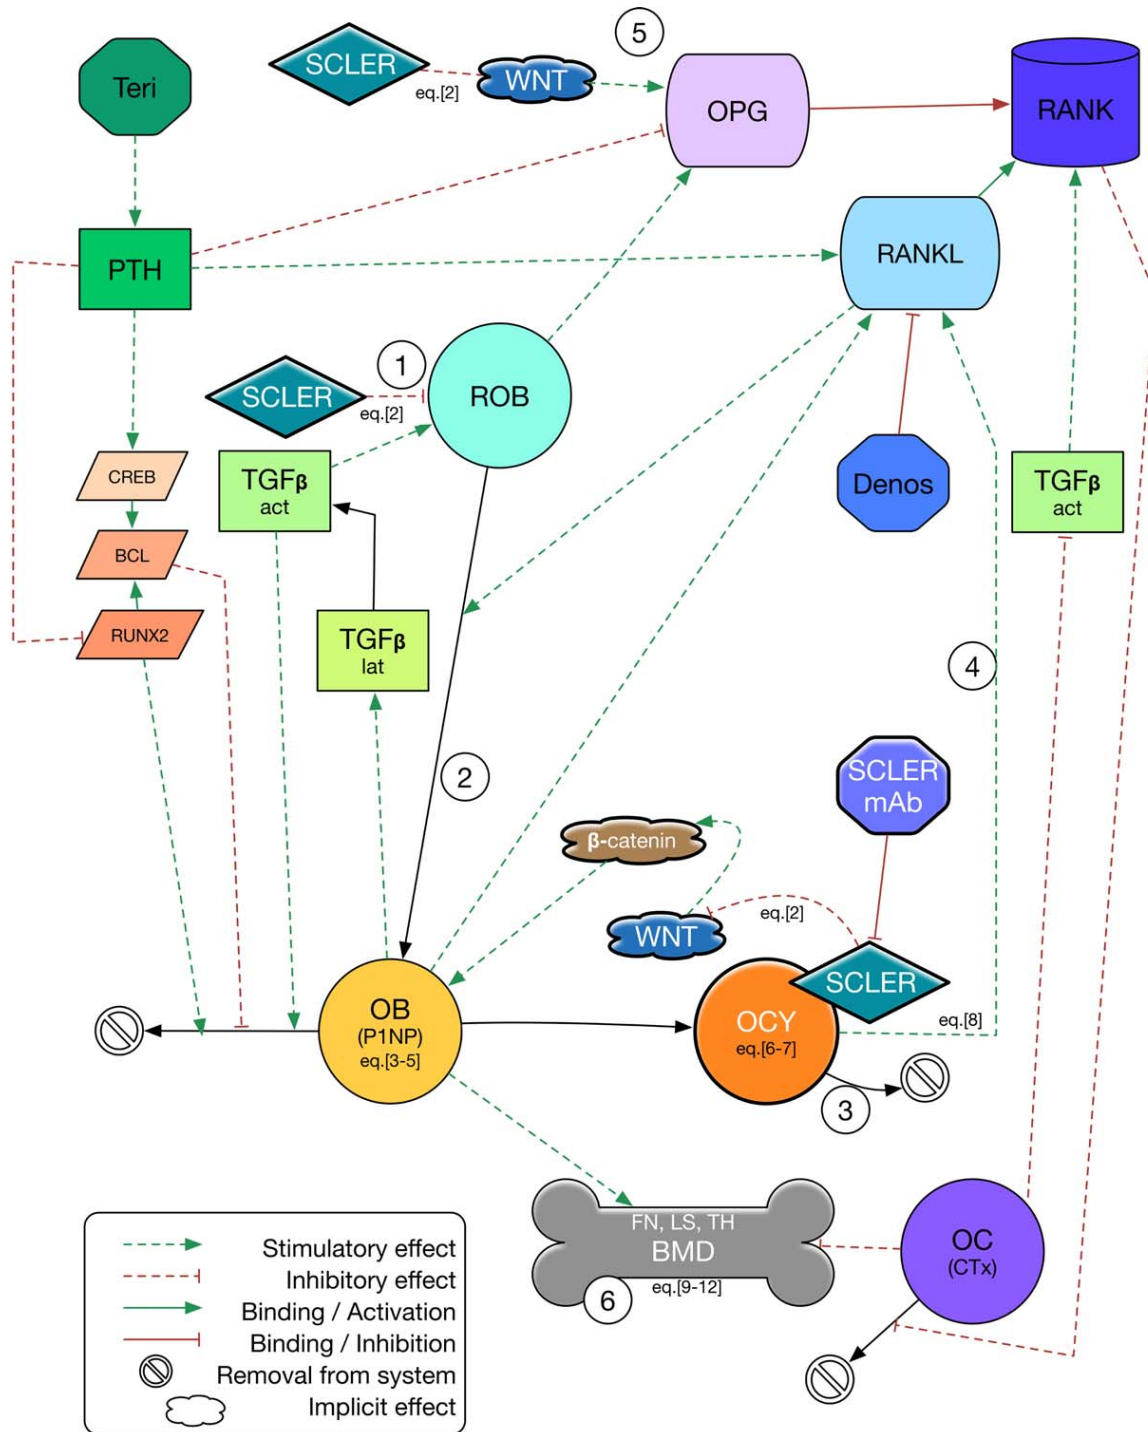 5
SCLER
eq.[2]
WNT
OPG
RANK
Teri
PTH
RANKL
1
SCLER
eq.[2]
ROB
TGFβ
act
CREB
BCL
RUNX2
TGFβ
lat
Denos
TGFβ
act
4
2
SCLER
mAb
β-catenin
WNT
eq.[2]
SCLER
eq.[8]
OB
(P1NP)
eq.[3-5]
OCY
eq.[6-7]
3
FN, LS, TH
BMD
eq.[9-12]
6
OC
(CTx)
Stimulatory effect
Inhibitory effect
Binding / Activation
Binding / Inhibition
Removal from system
Implicit effect